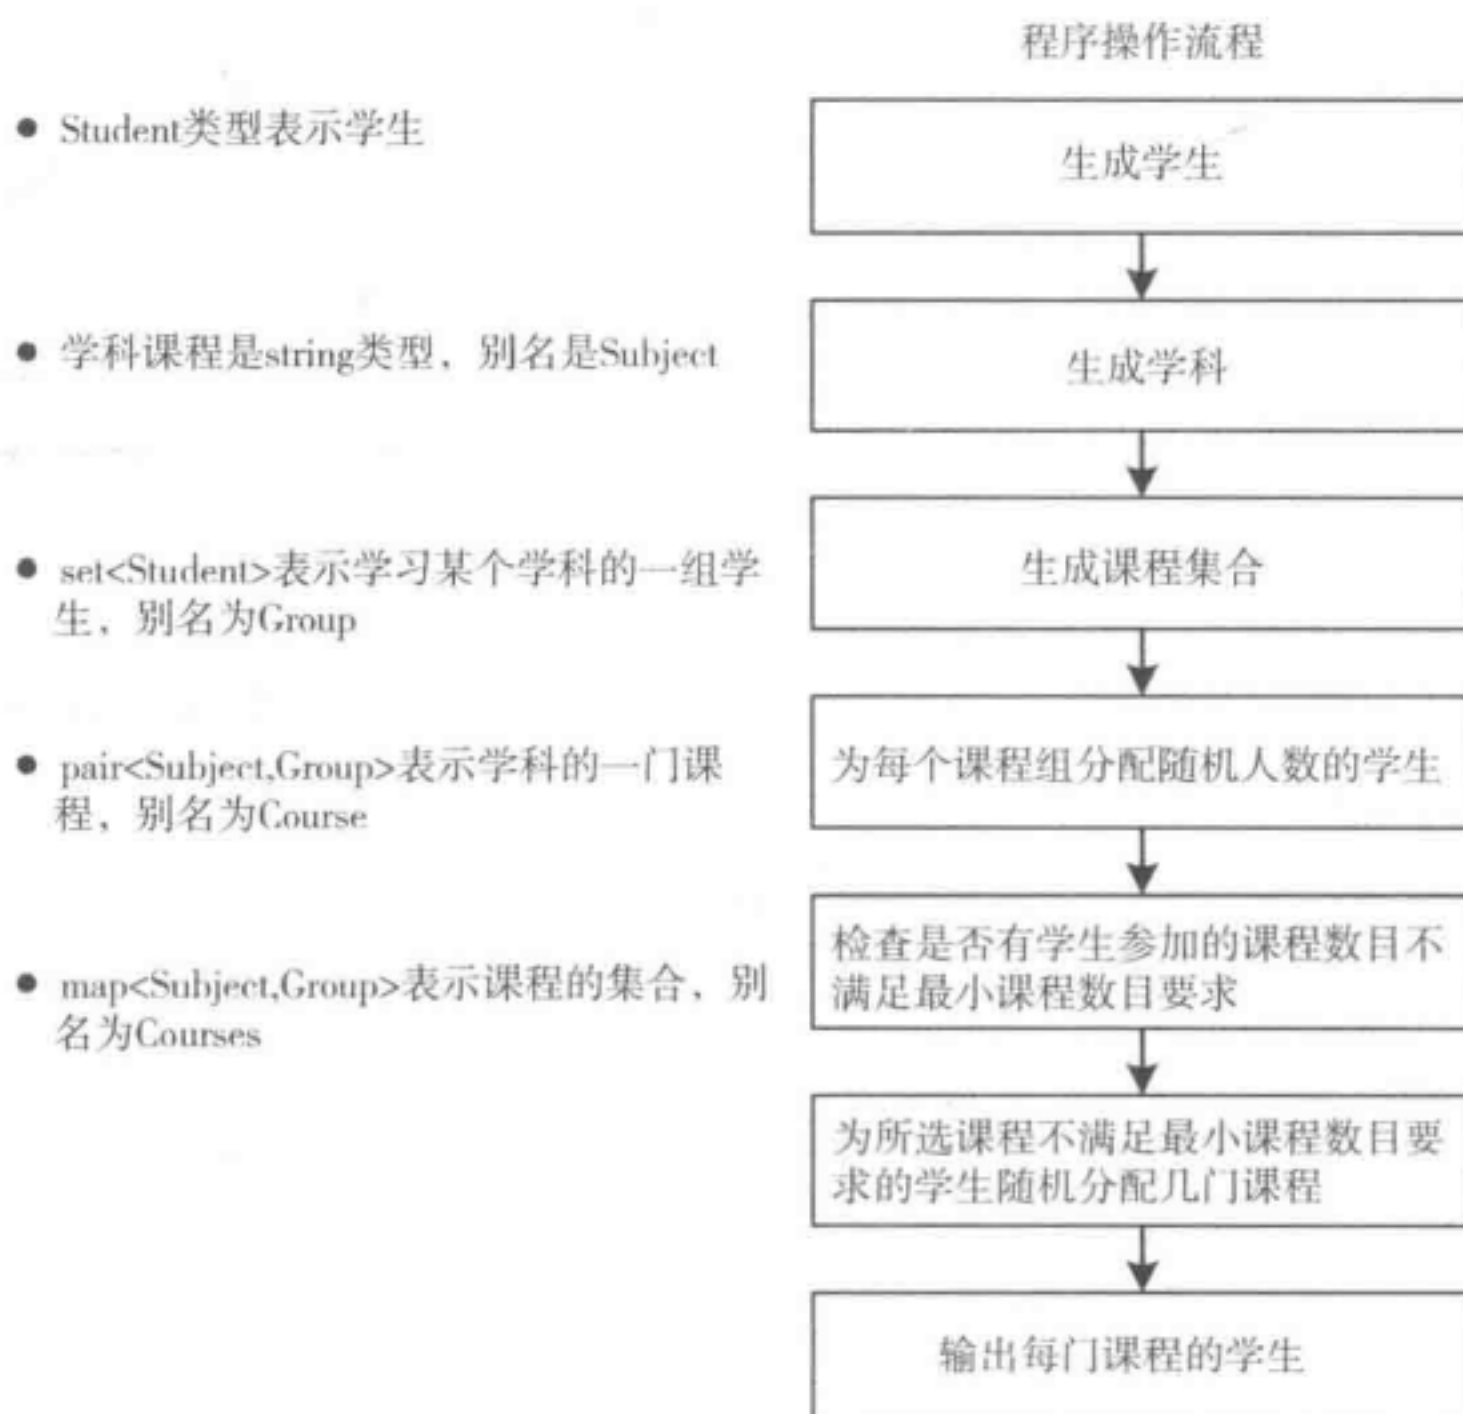 程序操作流程
● Student类型表示学生
生成学生
● 学科课程是string类型，别名是Subject
生成学科
● set<Student>表示学习某个学科的一组学
生，别名为Group
生成课程集合
● pair<Subject,Group>表示学科的一门课
程，别名为Course
为每个课程组分配随机人数的学生
● map<Subject,Group>表示课程的集合，别
名为Courses
检查是否有学生参加的课程数目不
满足最小课程数目要求
为所选课程不满足最小课程数目要
求的学生随机分配几门课程
输出每门课程的学生